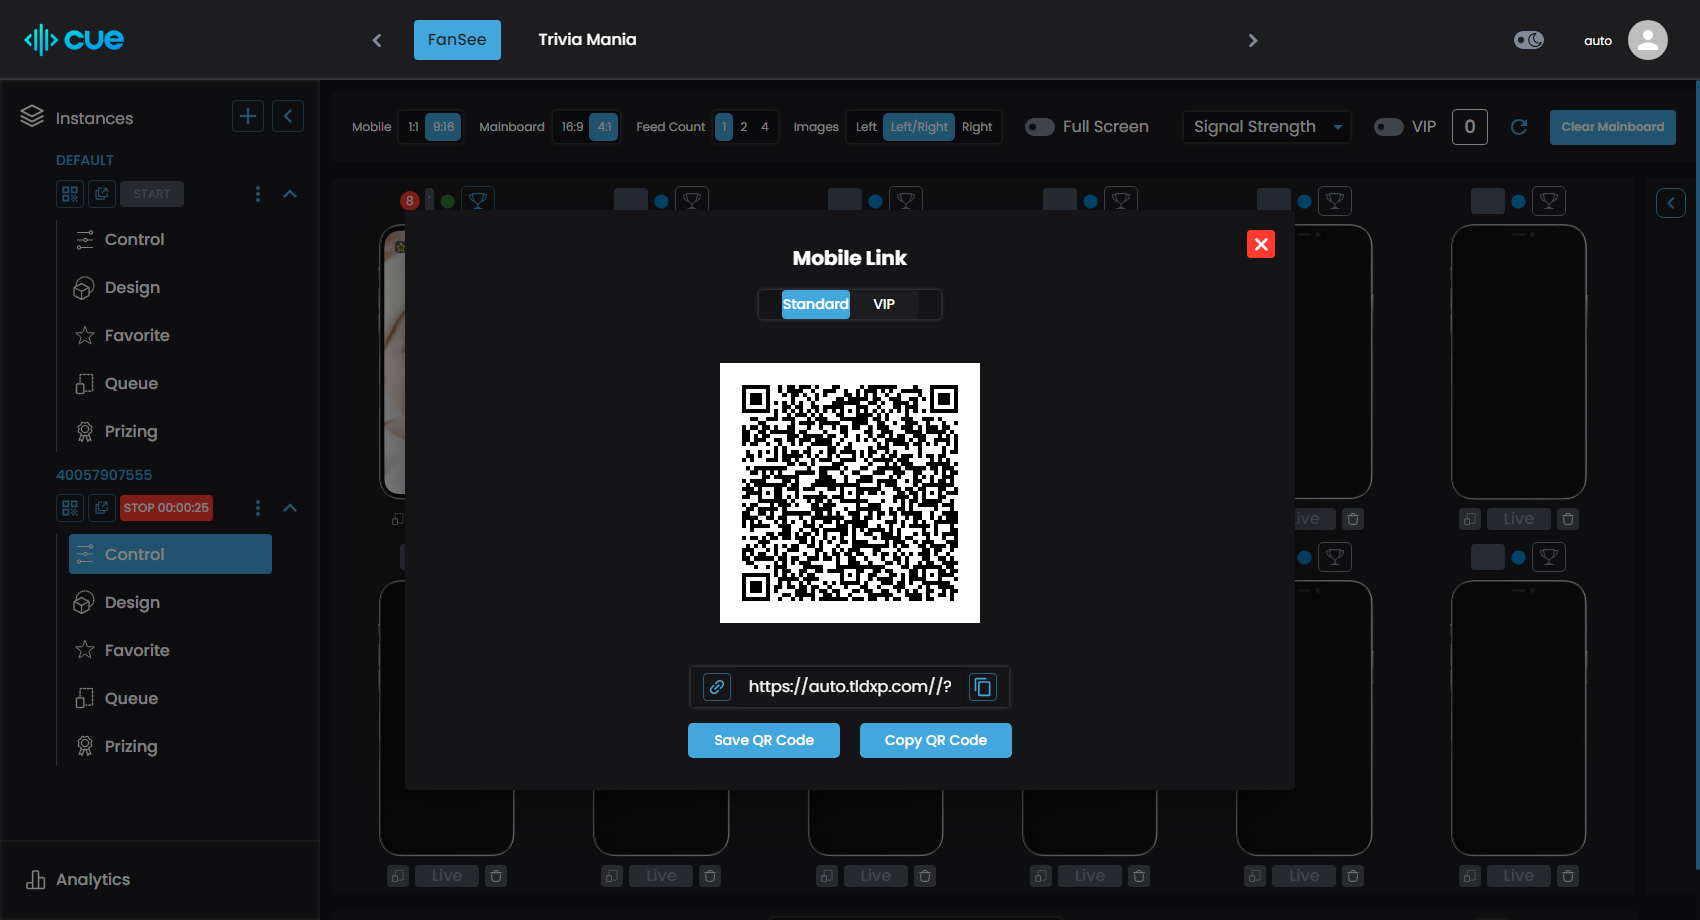 cue
FanSee
Trivia Mania
auto
Instances
DEFAULT
START
Control
Design
Favorite
Queue
Prizing
40057907555
STOP 00:00:25
Control
Design
Favorite
Queue
Prizing
Analytics
Mobile 1:1 9:16 Mainboard 16:9 4:1 Feed Count 1 2 4 Images Left Left/Right Right Full Screen Signal Strength VIP 0 Clear Mainboard
8
Mobile Link
Standard VIP
https://auto.tldxp.com//?
Save QR Code Copy QR Code
Live
Live Live Live Live Live Live